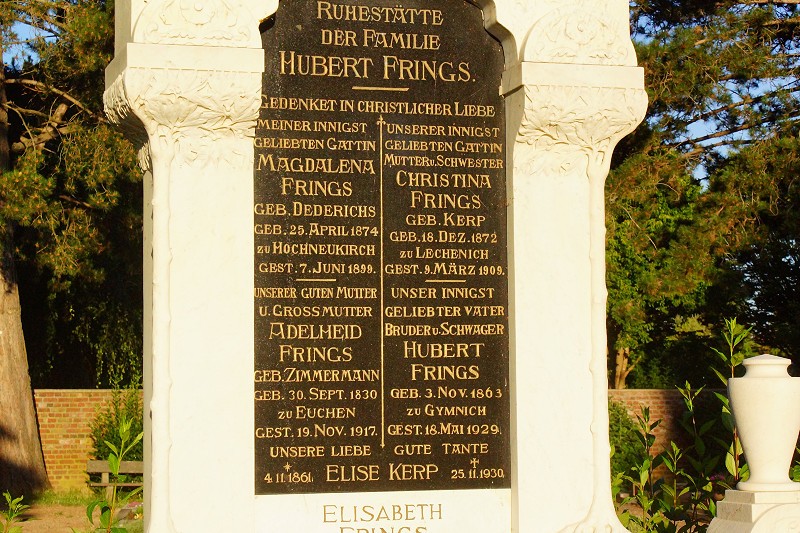 RUHESTÄTTE
DER FAMILIE
HUBERT FRINGS.
GEDENKET IN CHRISTLICHER LIEBE
MEINER INNIGST
GELIEBTEN GATTIN
MAGDALENA
FRINGS
GEB. DEDERICHS
GEB. 25. APRIL 1874
ZU HOCHNEUKIRCH
GEST. 7. JUNI 1899.
UNSERER GUTEN MUTTER
U. GROSSMUTTER
ADELHEID
FRINGS
GEB. ZIMMERMANN
GEB. 30. SEPT. 1830
ZU EUCHEN
GEST. 19. NOV. 1917.
UNSERER INNIGST
GELIEBTEN GATTIN
MUTTER U. SCHWESTER
CHRISTINA
FRINGS
GEB. KERP
GEB. 18. DEZ. 1872
ZU LECHENICH
GEST. 9. MÄRZ 1909.
UNSER INNIGST
GELIEBTER VATER
BRUDER U. SCHWAGER
HUBERT
FRINGS
GEB. 3. NOV. 1863
ZU GYMNICH
GEST. 18. MAI 1929.
UNSERE LIEBE GUTE TANTE
* 4.11.1861. ELISE KERP † 25.11.1930.
ELISABETH
FRINGS